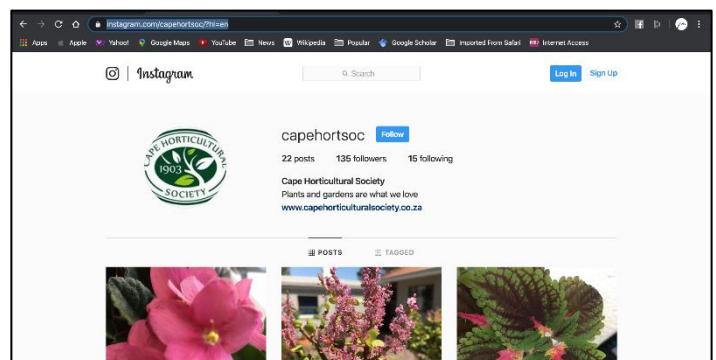 instagram.com/capehortsoc/?hl=en
Apps Apple Yahoo! Google Maps YouTube News Wikipedia Popular Google Scholar Imported From Safari Internet Access
Instagram
Search
Log In Sign Up
CAPE HORTICULTURAL
1903
SOCIETY
capehortsoc Follow
22 posts 135 followers 15 following
Cape Horticultural Society
Plants and gardens are what we love
www.capehorticulturalsociety.co.za
POSTS TAGGED